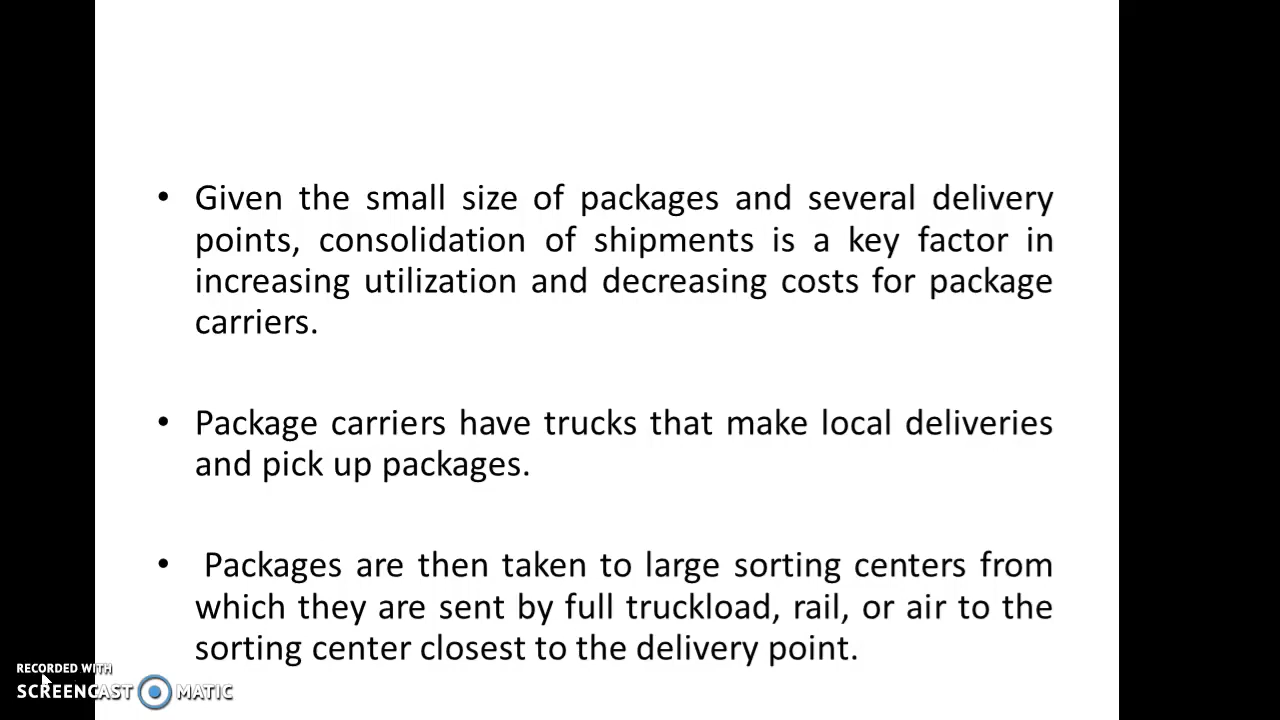 • Given the small size of packages and several delivery
points, consolidation of shipments is a key factor in
increasing utilization and decreasing costs for package
carriers.
• Package carriers have trucks that make local deliveries
and pick up packages.
• Packages are then taken to large sorting centers from
which they are sent by full truckload, rail, or air to the
sorting center closest to the delivery point.
RECORDED WITH
SCREENCAST MATIC